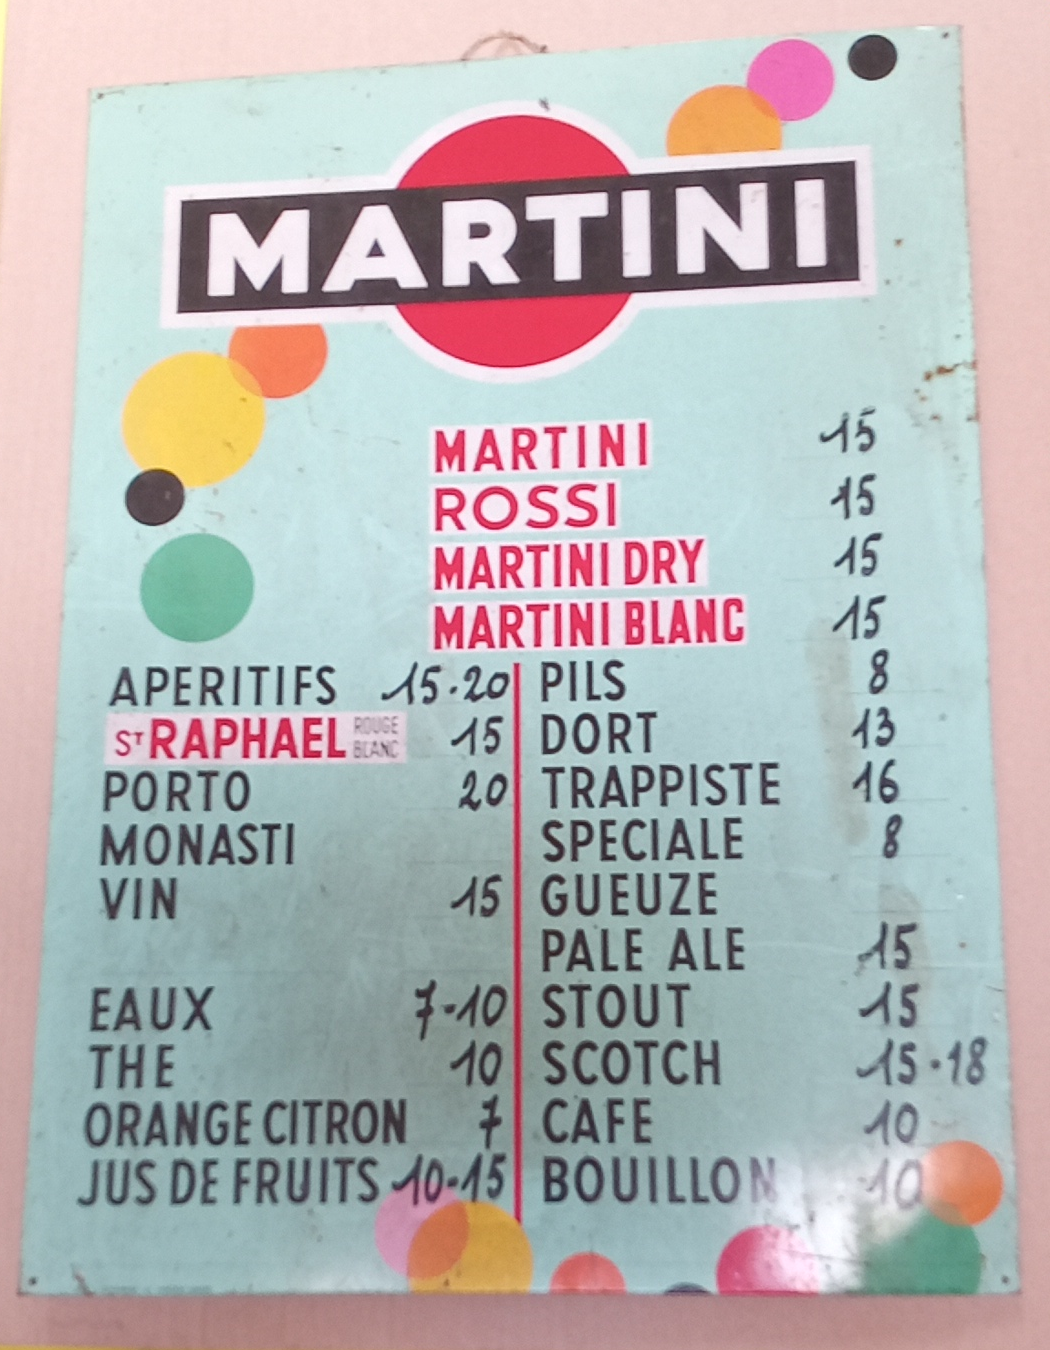 MARTINI
MARTINI 15
ROSSI 15
MARTINI DRY 15
MARTINI BLANC 15
APERITIFS 15.20
ST RAPHAEL ROUGE BLANC 15
PORTO 20
MONASTI
VIN 15
EAUX 7-10
THE 10
ORANGE CITRON 7
JUS DE FRUITS 10-15
PILS 8
DORT 13
TRAPPISTE 16
SPECIALE 8
GUEUZE
PALE ALE 15
STOUT 15
SCOTCH 15.18
CAFE 10
BOUILLON 10